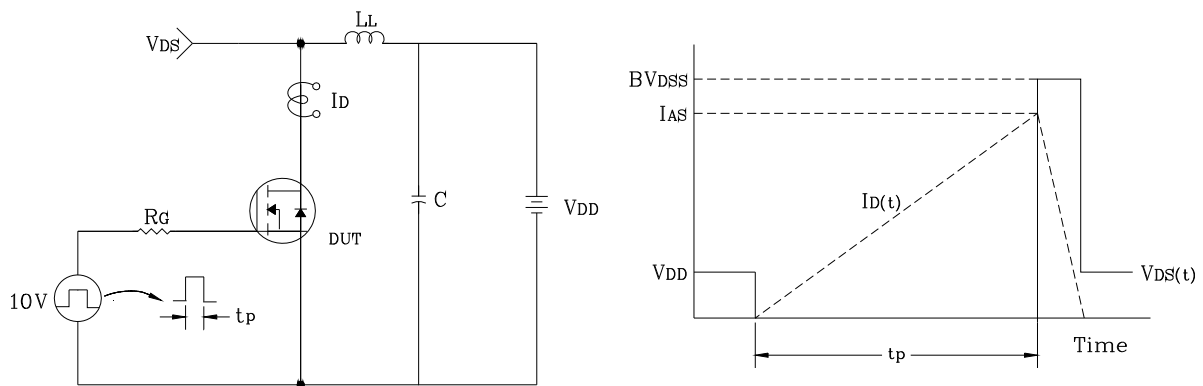 VDS
LL
ID
RG
DUT
C
VDD
10V
tp
BVDSS
IAS
ID(t)
VDD
VDS(t)
tp
Time